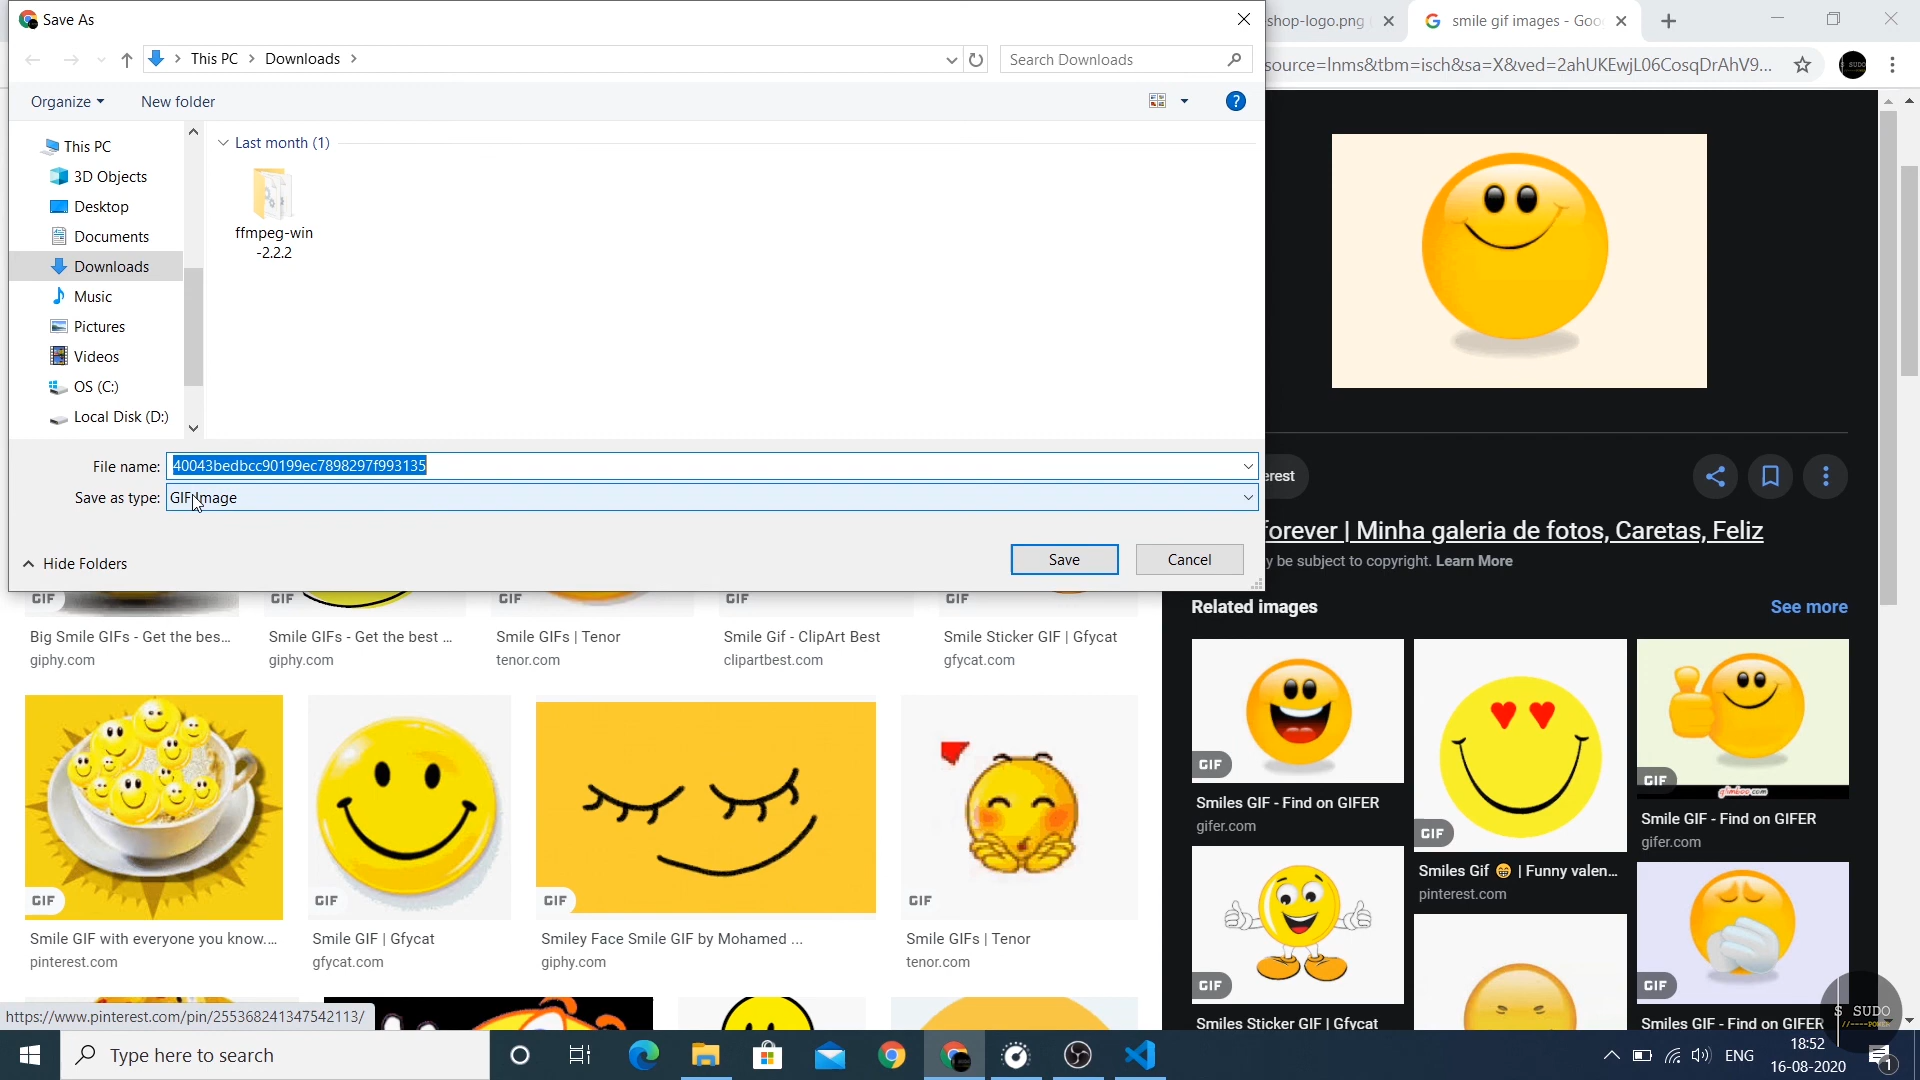 Save As
shop-logo.png
smile gif images - Goo
This PC
Downloads
Search Downloads
source=lnms&tbm=isch&sa=X&ved=2ahUKEwjL06CosqDrAhV9...
Organize
New folder
This PC
3D Objects
Desktop
Documents
Downloads
Music
Pictures
Videos
OS (C:)
Local Disk (D:)
Last month (1)
ffmpeg-win
-2.2.2
File name:
40043bedbcc90199ec7898297f993135
Save as type:
GIF Image
Hide Folders
Save
Cancel
erest
forever | Minha galeria de fotos, Caretas, Feliz
y be subject to copyright. Learn More
Related images
See more
GIF
GIF
GIF
GIF
GIF
Big Smile GIFs - Get the bes...
giphy.com
Smile GIFs - Get the best ...
giphy.com
Smile GIFs | Tenor
tenor.com
Smile Gif - ClipArt Best
clipartbest.com
Smile Sticker GIF | Gfycat
gfycat.com
GIF
Smile GIF with everyone you know....
pinterest.com
GIF
Smile GIF | Gfycat
gfycat.com
GIF
Smiley Face Smile GIF by Mohamed ...
giphy.com
GIF
Smile GIFs | Tenor
tenor.com
GIF
Smiles GIF - Find on GIFER
gifer.com
GIF
Smiles Gif 😁 | Funny valen...
pinterest.com
GIF
glimboo.com
Smile GIF - Find on GIFER
gifer.com
GIF
Smiles Sticker GIF | Gfycat
GIF
Smiles GIF - Find on GIFER
https://www.pinterest.com/pin/255368241347542113/
S SUDO
Type here to search
ENG
18:52
16-08-2020
1